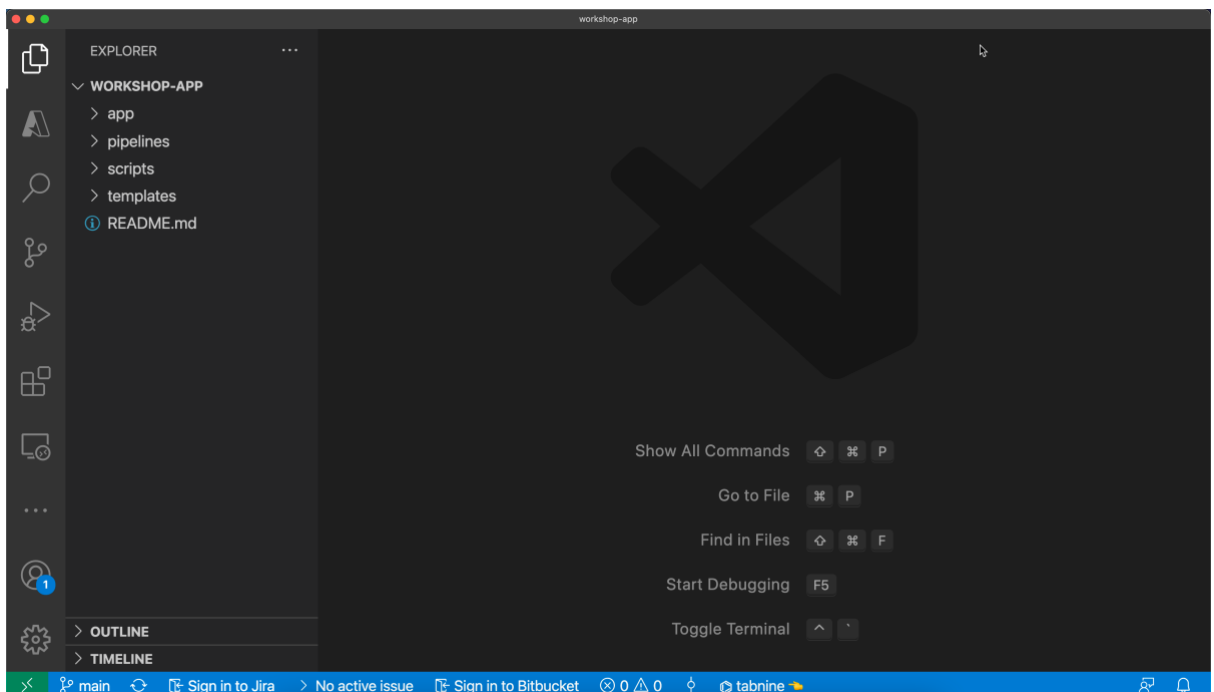 workshop-app
EXPLORER
WORKSHOP-APP
app
pipelines
scripts
templates
README.md
Show All Commands ⇧ ⌘ P
Go to File ⌘ P
Find in Files ⇧ ⌘ F
Start Debugging F5
Toggle Terminal ^ `
1
OUTLINE
TIMELINE
main Sign in to Jira No active issue Sign in to Bitbucket 0 0 tabnine